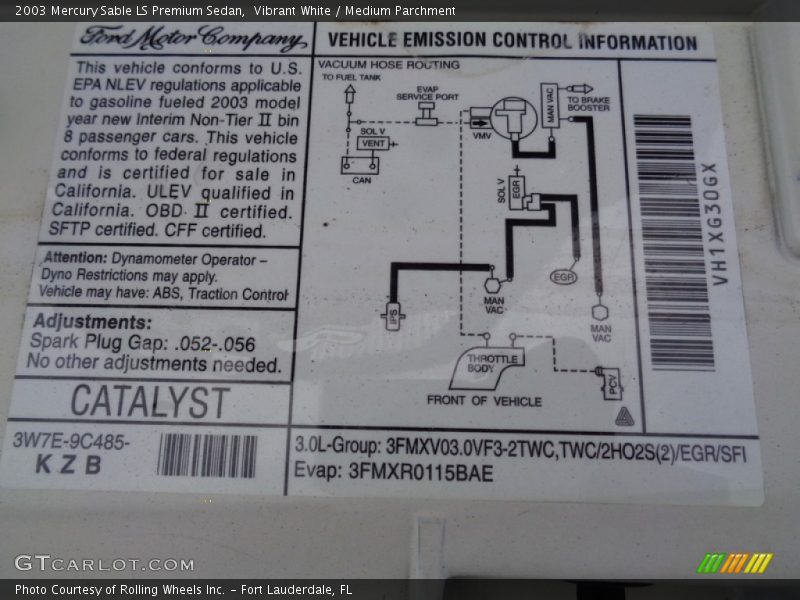 2003 Mercury Sable LS Premium Sedan, Vibrant White / Medium Parchment
Ford Motor Company
VEHICLE EMISSION CONTROL INFORMATION
This vehicle conforms to U.S.
EPA NLEV regulations applicable
to gasoline fueled 2003 model
year new Interim Non-Tier II bin
8 passenger cars. This vehicle
conforms to federal regulations
and is certified for sale in
California. ULEV qualified in
California. OBD II certified.
SFTP certified. CFF certified.
Attention: Dynamometer Operator –
Dyno Restrictions may apply.
Vehicle may have: ABS, Traction Control
Adjustments:
Spark Plug Gap: .052-.056
No other adjustments needed.
CATALYST
3W7E-9C485-
KZB
VACUUM HOSE ROUTING
TO FUEL TANK
EVAP
SERVICE PORT
SOL V
VENT
CAN
VMV
MAN VAC
TO BRAKE
BOOSTER
SOL V
EGR
EGR
IPS
MAN
VAC
MAN
VAC
THROTTLE
BODY
PCV
FRONT OF VEHICLE
VH1XG30GX
3.0L-Group: 3FMXV03.0VF3-2TWC,TWC/2HO2S(2)/EGR/SFI
Evap: 3FMXR0115BAE
GTCARLOT.COM
Photo Courtesy of Rolling Wheels Inc. – Fort Lauderdale, FL